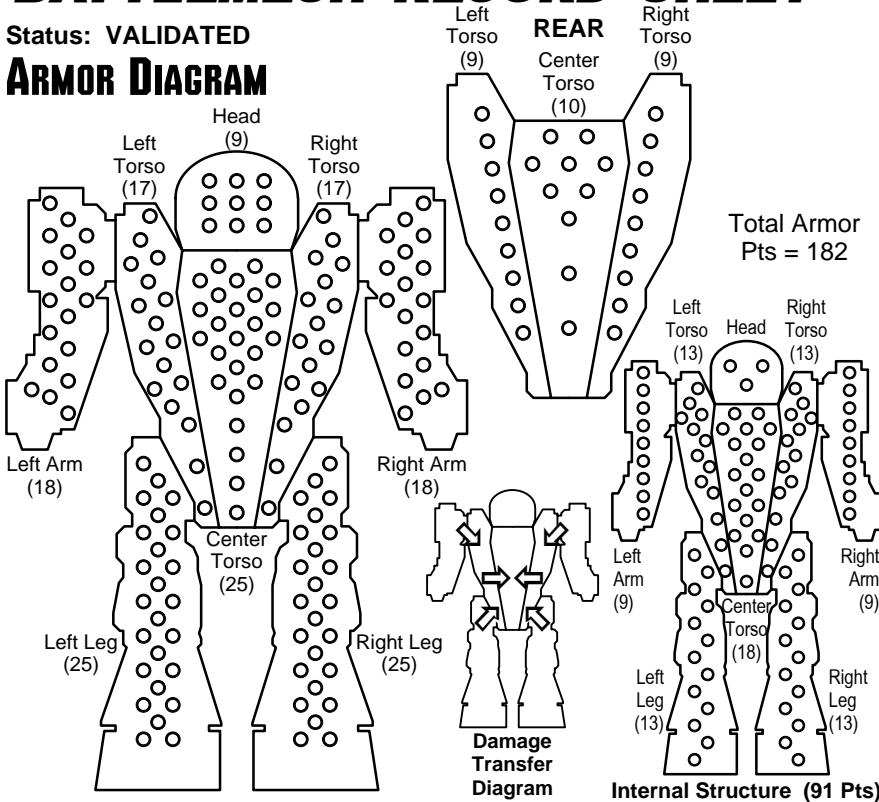 Status: VALIDATED
ARMOR DIAGRAM
Head
(9)
Left
Torso
(17)
Right
Torso
(17)
Left Arm
(18)
Right Arm
(18)
Center
Torso
(25)
Left Leg
(25)
Right Leg
(25)
REAR
Left
Torso
(9)
Center
Torso
(10)
Right
Torso
(9)
Total Armor
Pts = 182
Left
Torso
(13)
Head
Right
Torso
(13)
Left
Arm
(9)
Right
Arm
(9)
Center
Torso
(18)
Left
Leg
(13)
Right
Leg
(13)
Damage
Transfer
Diagram
Internal Structure (91 Pts)